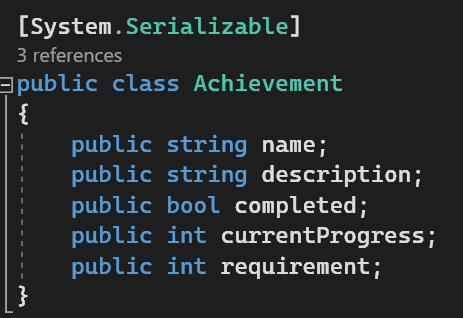 [System.Serializable]
3 references
public class Achievement
{
public string name;
public string description;
public bool completed;
public int currentProgress;
public int requirement;
}